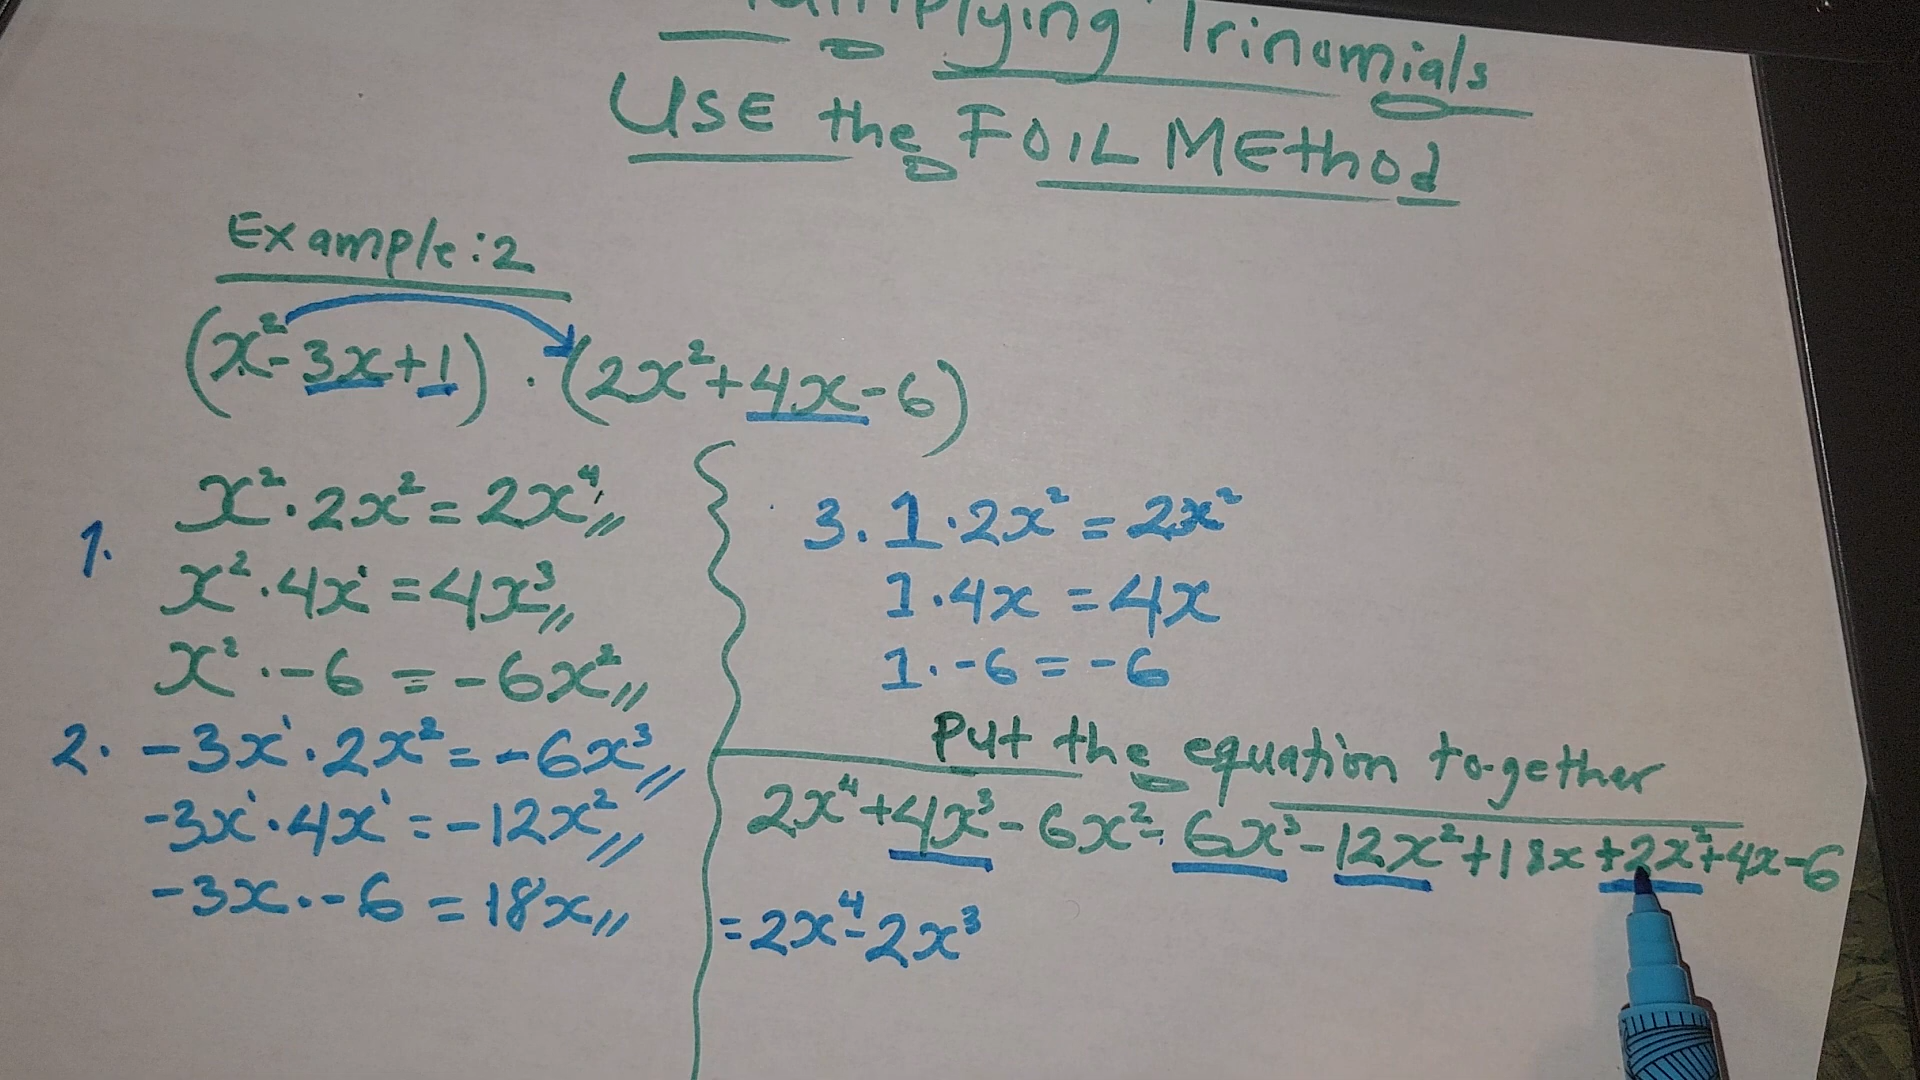 Multiplying Trinomials
USE the FOIL METhod
Example:2
(x²-3x+1) · (2x²+4x-6)
1.
x²·2x²=2x⁴
x²·4x¹=4x³
x²·-6=-6x²
2. -3x¹·2x²=-6x³
-3x¹·4x¹=-12x²
-3x·-6=18x
3. 1·2x²=2x²
1·4x=4x
1·-6=-6
Put the equation together
2x⁴+4x³-6x²-6x³-12x²+18x+2x²+4x-6
=2x⁴-2x³